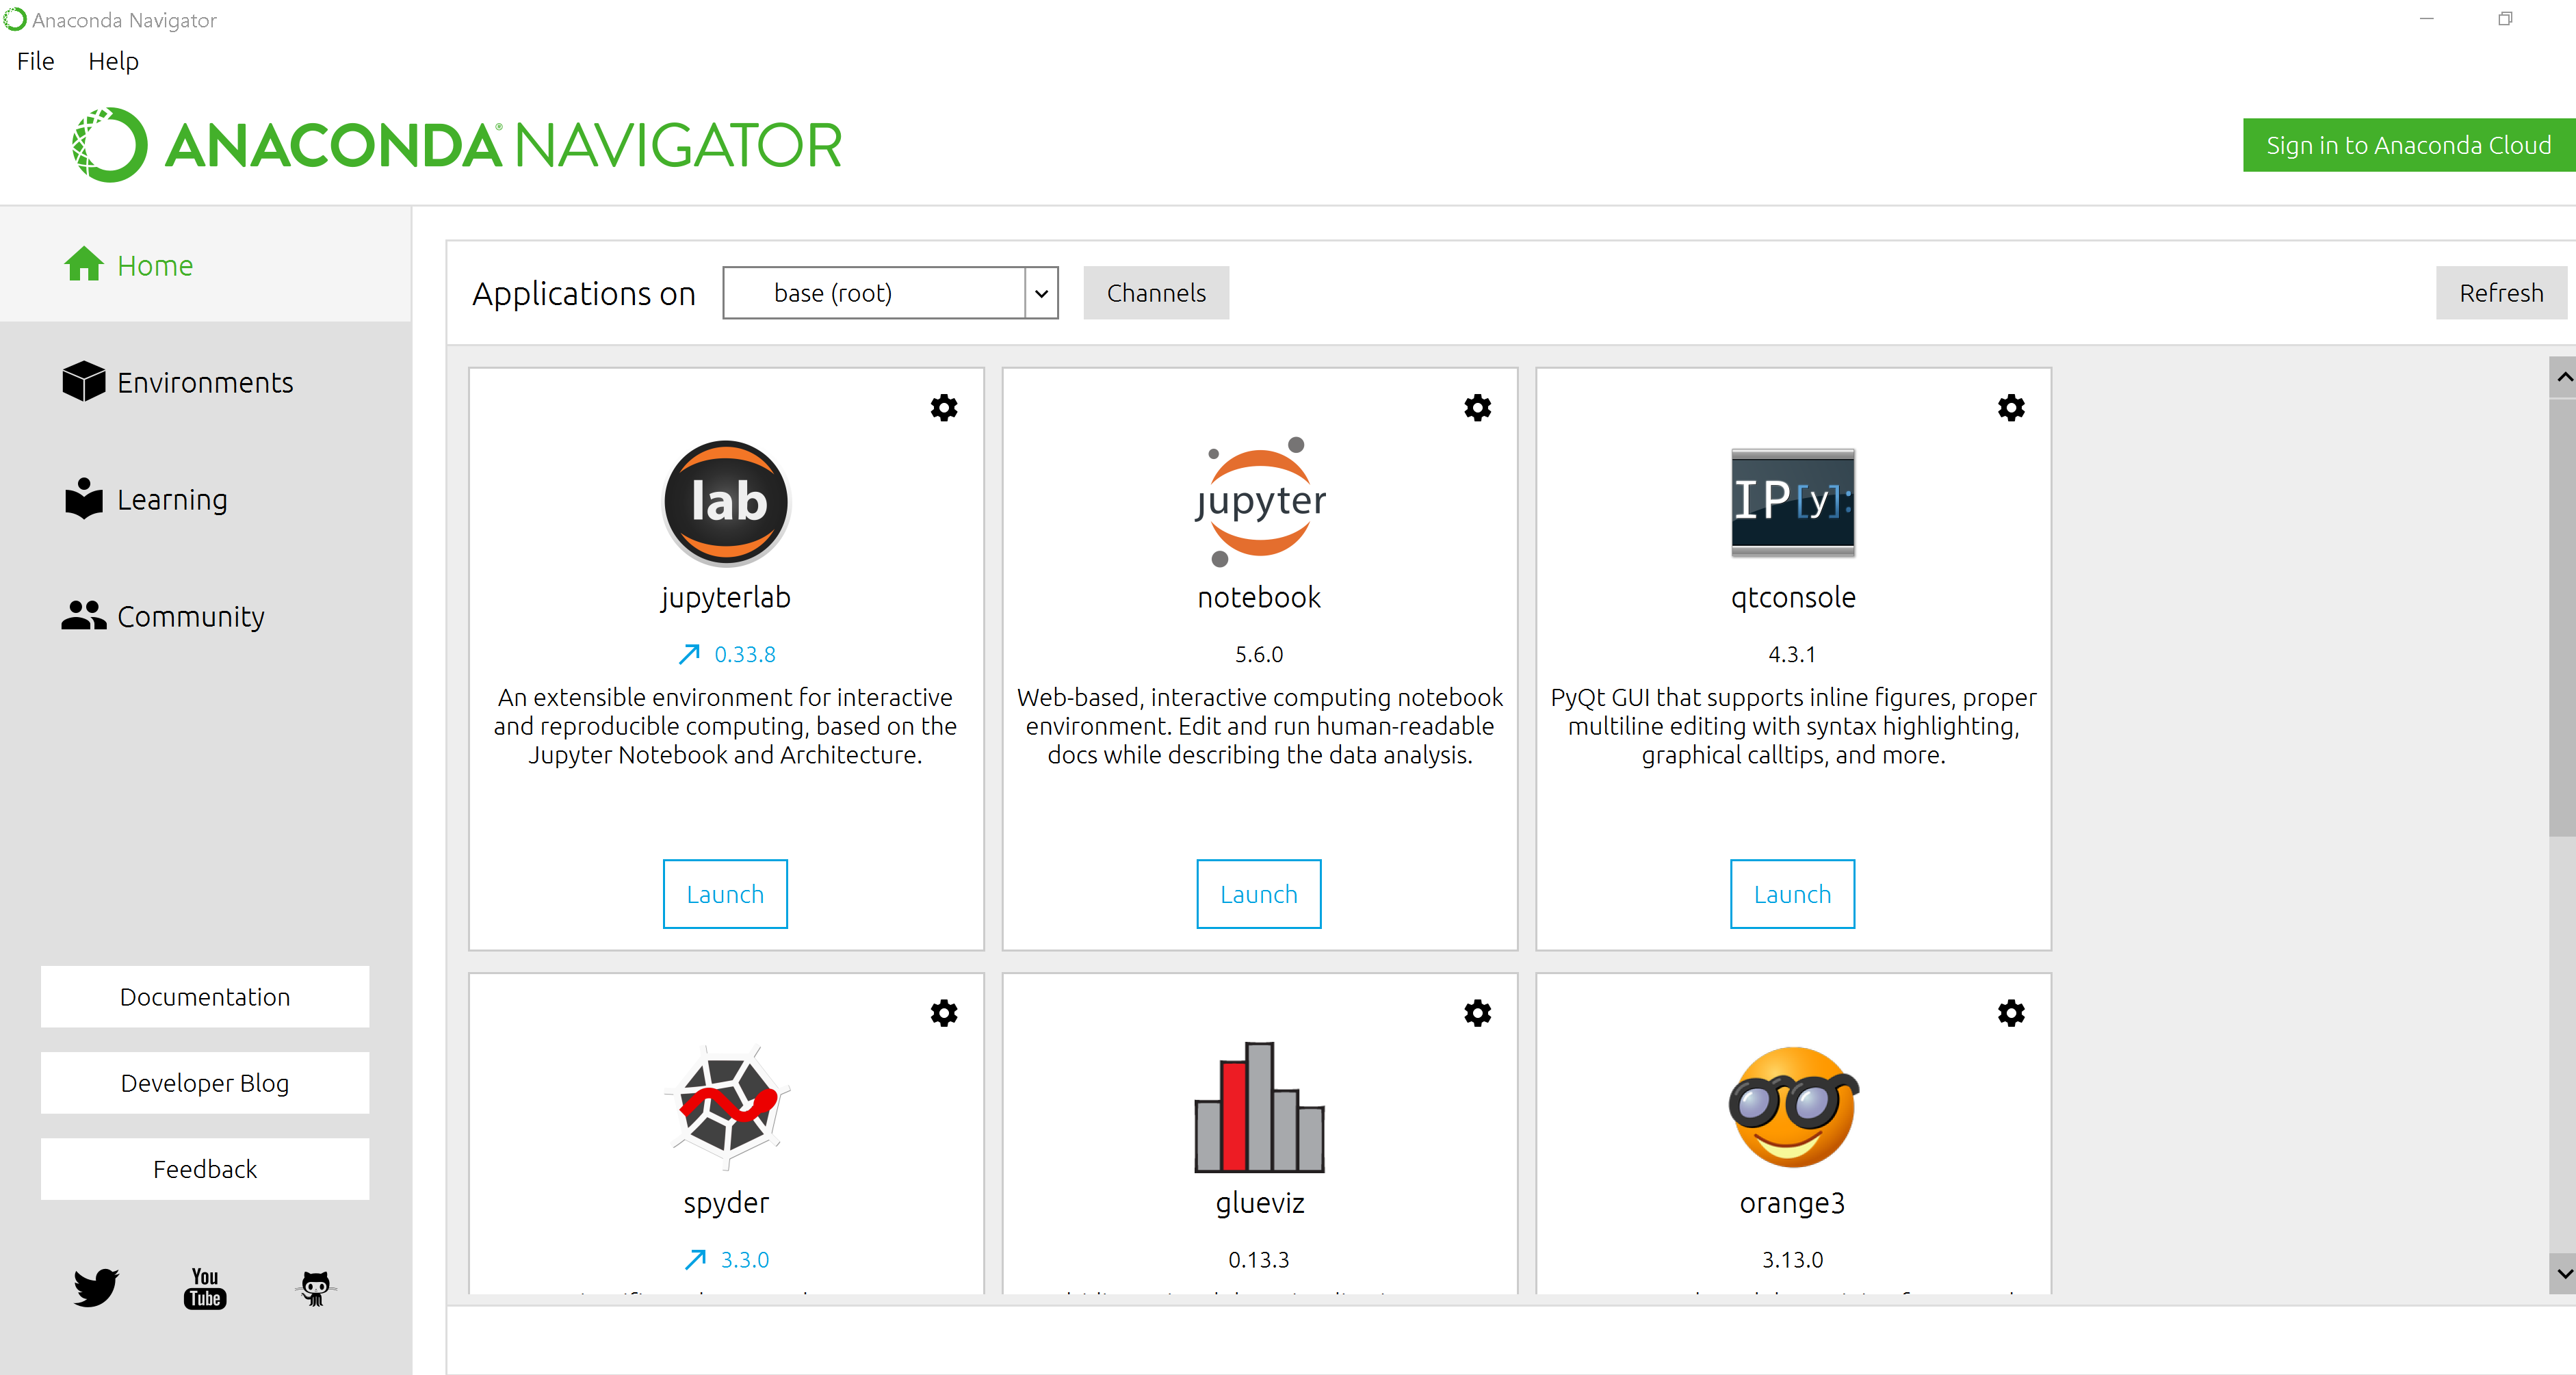 Anaconda Navigator
File Help
ANACONDA® NAVIGATOR
Sign in to Anaconda Cloud
Home
Environments
Learning
Community
Documentation
Developer Blog
Feedback
You
Tube
Applications on base (root) Channels Refresh
lab
jupyterlab
0.33.8
An extensible environment for interactive
and reproducible computing, based on the
Jupyter Notebook and Architecture.
Launch
jupyter
notebook
5.6.0
Web-based, interactive computing notebook
environment. Edit and run human-readable
docs while describing the data analysis.
Launch
IP[y]:
qtconsole
4.3.1
PyQt GUI that supports inline figures, proper
multiline editing with syntax highlighting,
graphical calltips, and more.
Launch
spyder
3.3.0
glueviz
0.13.3
orange3
3.13.0